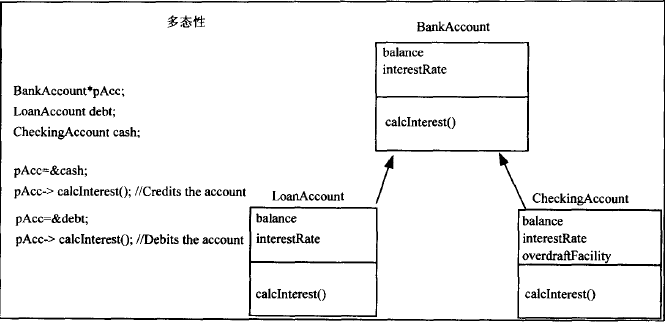 多态性
BankAccount*pAcc;
LoanAccount debt;
CheckingAccount cash;
pAcc=&cash;
pAcc-> calcInterest(); //Credits the account
pAcc=&debt;
pAcc-> calcInterest(); //Debits the account
BankAccount
balance
interestRate
calcInterest()
LoanAccount
balance
interestRate
calcInterest()
CheckingAccount
balance
interestRate
overdraftFacility
calcInterest()